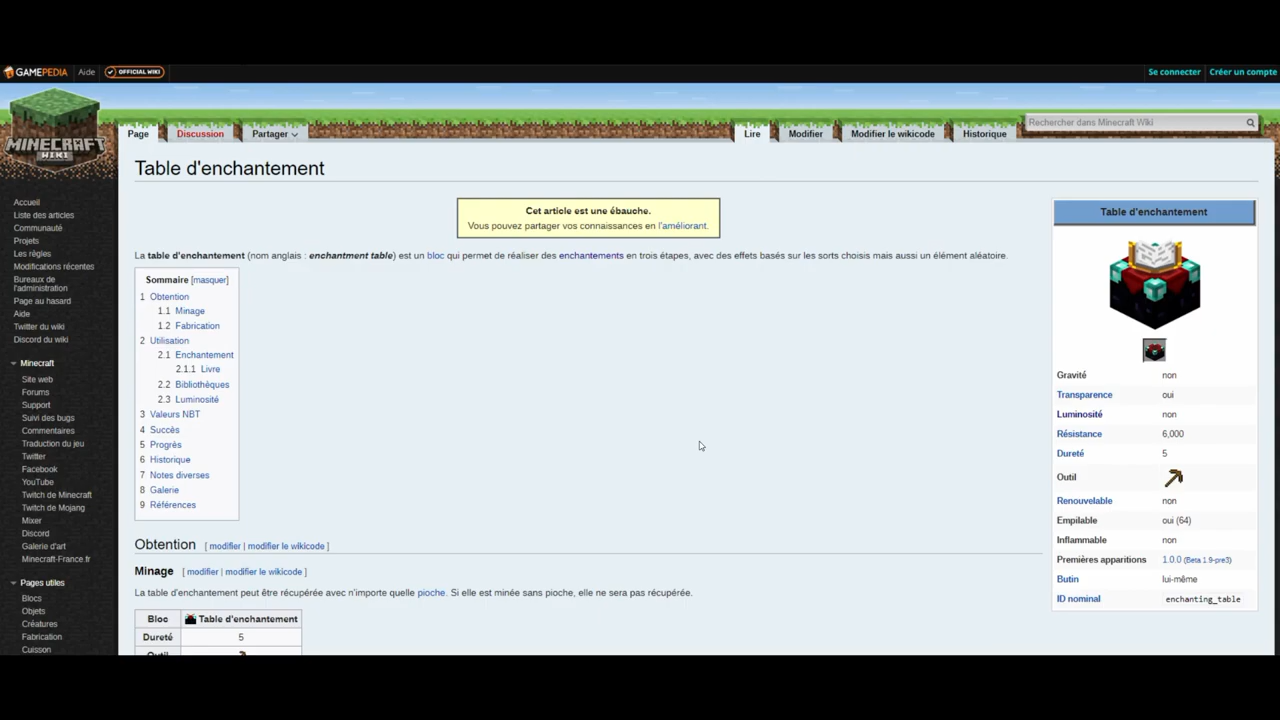 GAMEPEDIA Aide OFFICIAL WIKI Se connecter Créer un compte
MINECRAFT
WIKI
Page Discussion Partager Lire Modifier Modifier le wikicode Historique Rechercher dans Minecraft Wiki
Table d'enchantement
Cet article est une ébauche.
Vous pouvez partager vos connaissances en l'améliorant.
La table d'enchantement (nom anglais : enchantment table) est un bloc qui permet de réaliser des enchantements en trois étapes, avec des effets basés sur les sorts choisis mais aussi un élément aléatoire.
Sommaire [masquer]
1 Obtention
1.1 Minage
1.2 Fabrication
2 Utilisation
2.1 Enchantement
2.1.1 Livre
2.2 Bibliothèques
2.3 Luminosité
3 Valeurs NBT
4 Succès
5 Progrès
6 Historique
7 Notes diverses
8 Galerie
9 Références
Obtention [ modifier | modifier le wikicode ]
Minage [ modifier | modifier le wikicode ]
La table d'enchantement peut être récupérée avec n'importe quelle pioche. Si elle est minée sans pioche, elle ne sera pas récupérée.
Bloc Table d'enchantement
Dureté 5
Outil
Accueil
Liste des articles
Communauté
Projets
Les règles
Modifications récentes
Bureaux de
l'administration
Page au hasard
Aide
Twitter du wiki
Discord du wiki
Minecraft
Site web
Forums
Support
Suivi des bugs
Commentaires
Traduction du jeu
Twitter
Facebook
YouTube
Twitch de Minecraft
Twitch de Mojang
Mixer
Discord
Galerie d'art
Minecraft-France.fr
Pages utiles
Blocs
Objets
Créatures
Fabrication
Cuisson
Table d'enchantement
Gravité non
Transparence oui
Luminosité non
Résistance 6,000
Dureté 5
Outil
Renouvelable non
Empilable oui (64)
Inflammable non
Premières apparitions 1.0.0 (Beta 1.9-pre3)
Butin lui-même
ID nominal enchanting_table